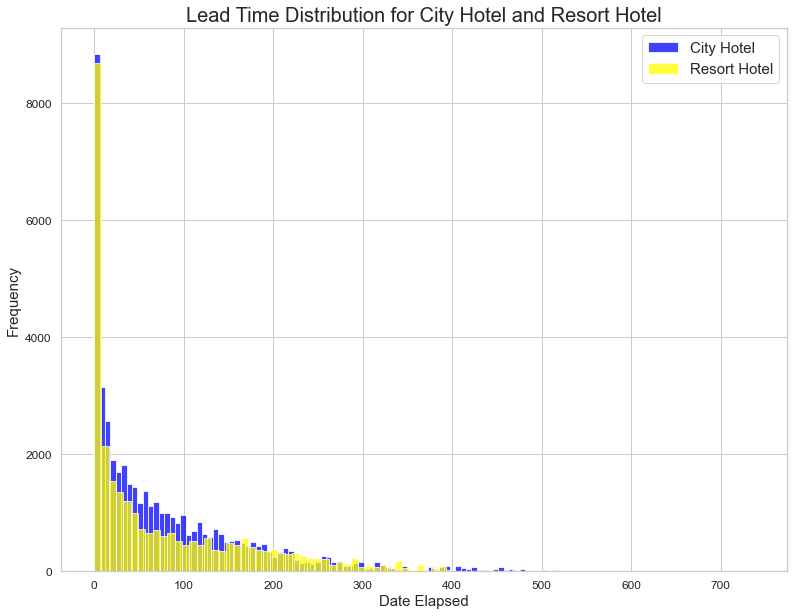 Lead Time Distribution for City Hotel and Resort Hotel
City Hotel
Resort Hotel
8000
6000
4000
2000
0
Frequency
0 100 200 300 400 500 600 700
Date Elapsed